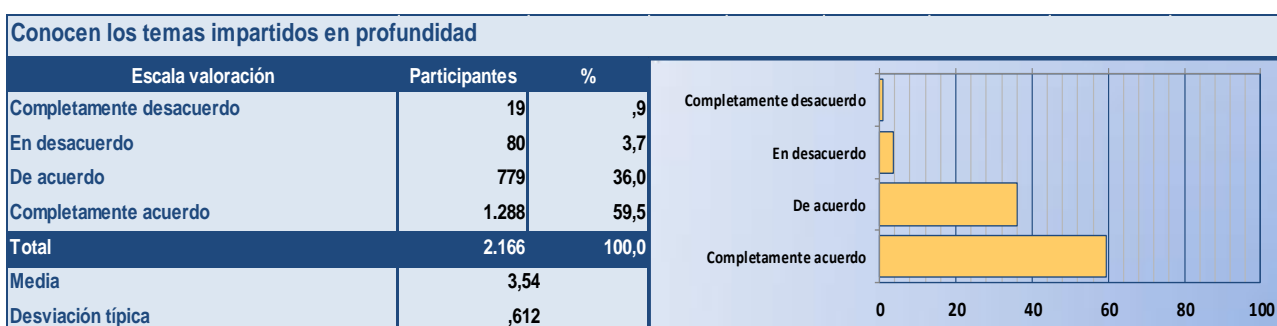 Conocen los temas impartidos en profundidad
Escala valoración Participantes %
Completamente desacuerdo 19 ,9
En desacuerdo 80 3,7
De acuerdo 779 36,0
Completamente acuerdo 1.288 59,5
Total 2.166 100,0
Media 3,54
Desviación típica ,612
Completamente desacuerdo
En desacuerdo
De acuerdo
Completamente acuerdo
0 20 40 60 80 100